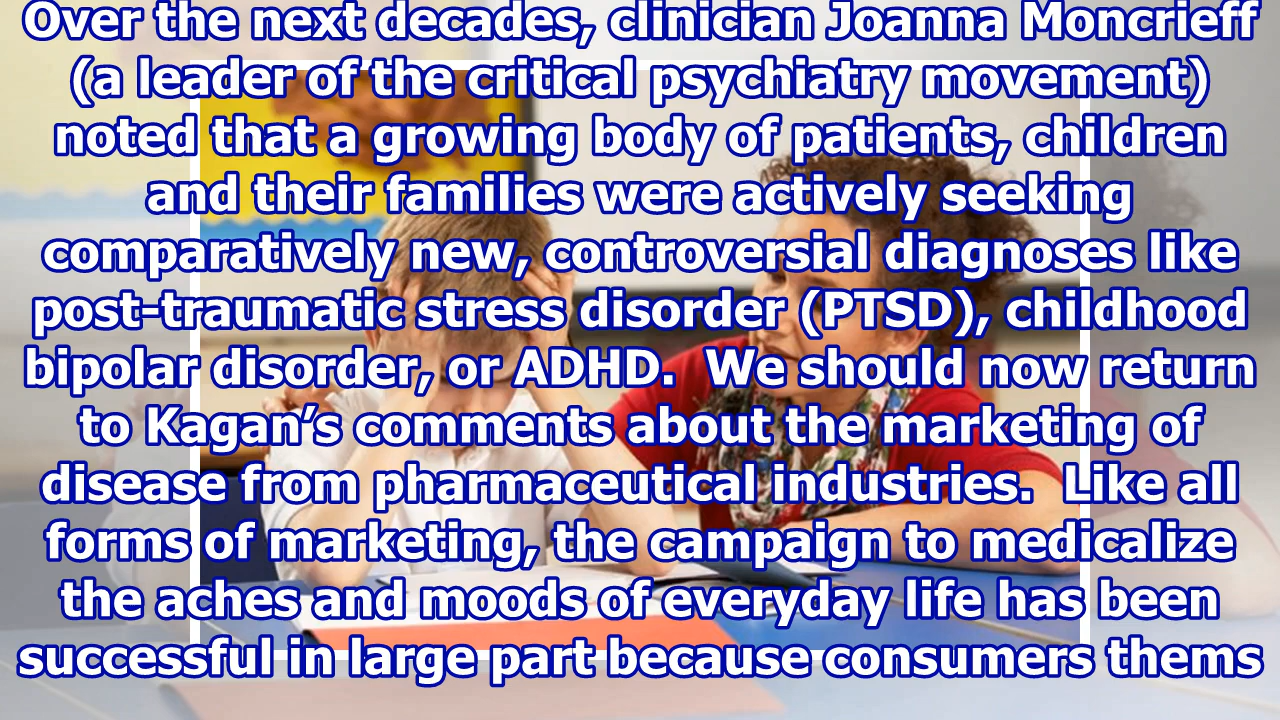 Over the next decades, clinician Joanna Moncrieff
(a leader of the critical psychiatry movement)
noted that a growing body of patients, children
and their families were actively seeking
comparatively new, controversial diagnoses like
post-traumatic stress disorder (PTSD), childhood
bipolar disorder, or ADHD.  We should now return
to Kagan’s comments about the marketing of
disease from pharmaceutical industries.  Like all
forms of marketing, the campaign to medicalize
the aches and moods of everyday life has been
successful in large part because consumers thems